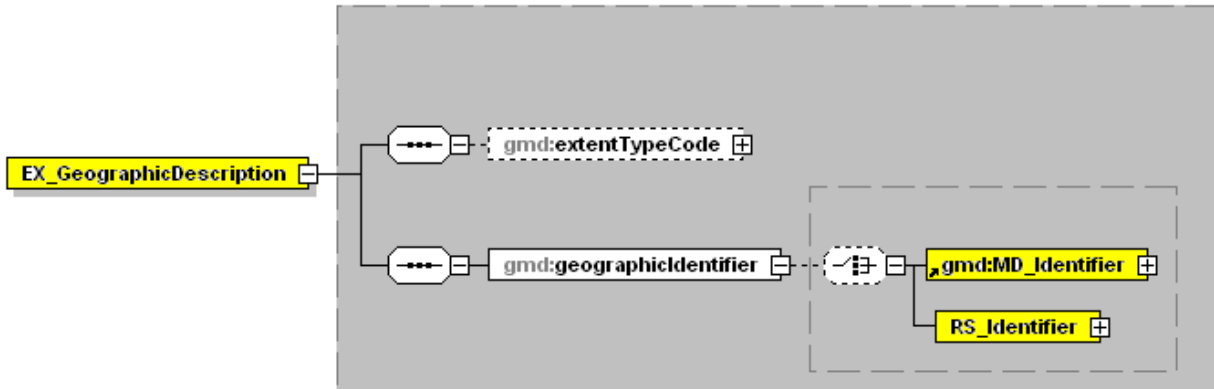 gmd:extentTypeCode
EX_GeographicDescription
gmd:geographicIdentifier
gmd:MD_Identifier
RS_Identifier